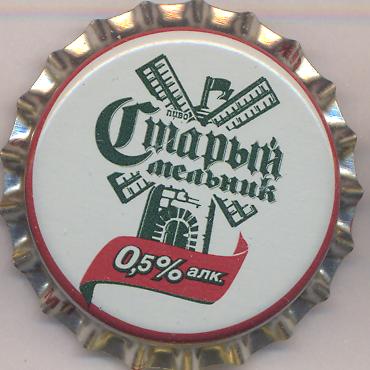 пиво
Старый
мельник
0,5% алк.